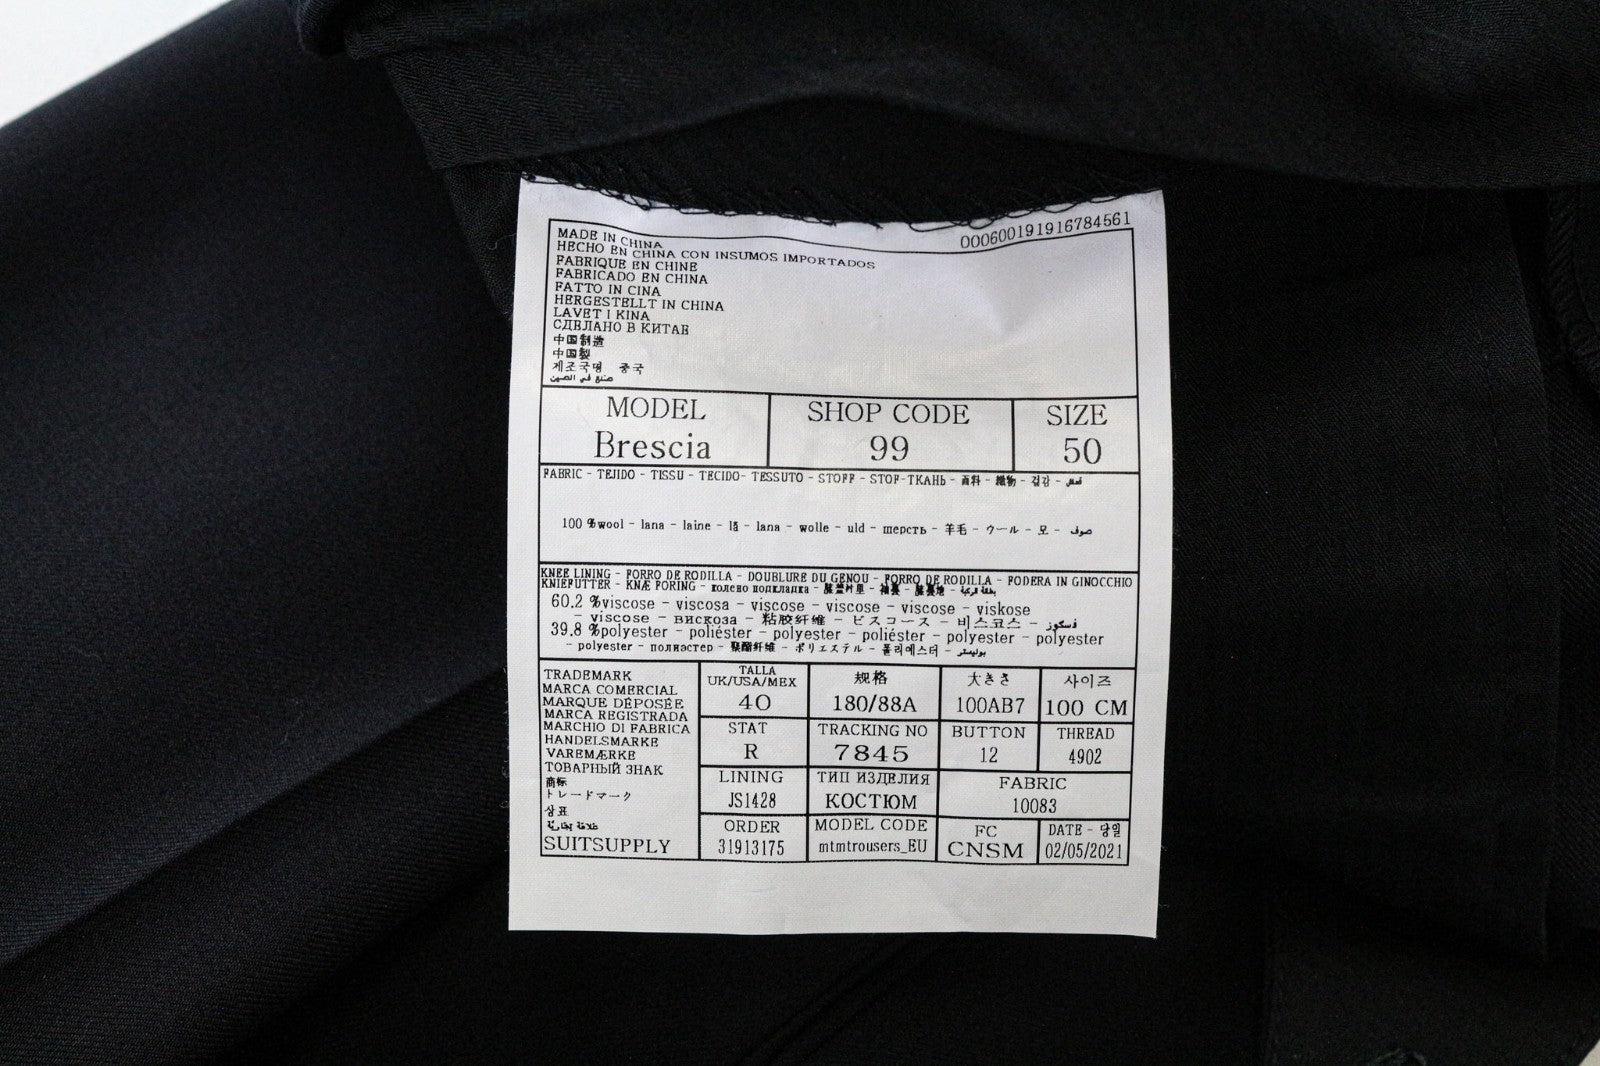 000600191916784561
MADE IN CHINA
HECHO EN CHINA CON INSUMOS IMPORTADOS
FABRIQUE EN CHINE
FABRICADO EN CHINA
FATTO IN CINA
HERGESTELLT IN CHINA
LAVET I KINA
СДЕЛАНО В КИТАЕ
中国制造
中国製
제조국명 중국
صنع في الصين
MODEL SHOP CODE SIZE
Brescia 99 50
FABRIC - TEJIDO - TISSU - TECIDO- TESSUTO - STOFF - STOF-ТКАНЬ - 面料 - 織物 - 겉감 -
100 %wool - lana - laine - lã - lana - wolle - uld - шерсть - 羊毛 - ウール - 모 - صوف
KNEE LINING - FORRO DE RODILLA - DOUBLURE DU GENOU - FORRO DE RODILLA - FODERA IN GINOCCHIO
KNIEFUTTER - KNÆ FORING - колено подкладка -
60.2 %viscose - viscosa - viscose - viscose - viscose - viskose
- viscose - вискоза - 粘胶纤维 - ビスコース - 비스코스 - فسكوز
39.8 %polyester - poliéster - polyester - poliéster - polyester - polyester
- polyester - полиэстер - 聚酯纤维 - ポリエステル - 폴리에스터 - بوليستر
TRADEMARK
MARCA COMERCIAL
MARQUE DÉPOSÉE
MARCA REGISTRADA
MARCHIO DI FABRICA
HANDELSMARKE
VAREMÆRKE
ТОВАРНЫЙ ЗНАК
商标
トレードマーク
상표
علامة تجارية
SUITSUPPLY
TALLA 规格 大きさ 사이즈
UK/USA/MEX
40 180/88A 100AB7 100 CM
STAT TRACKING NO BUTTON THREAD
R 7845 12 4902
LINING ТИП ИЗДЕЛИЯ FABRIC
JS1428 КОСТЮМ 10083
ORDER MODEL CODE FC DATE - 당일
31913175 mtmtrousers_EU CNSM 02/05/2021